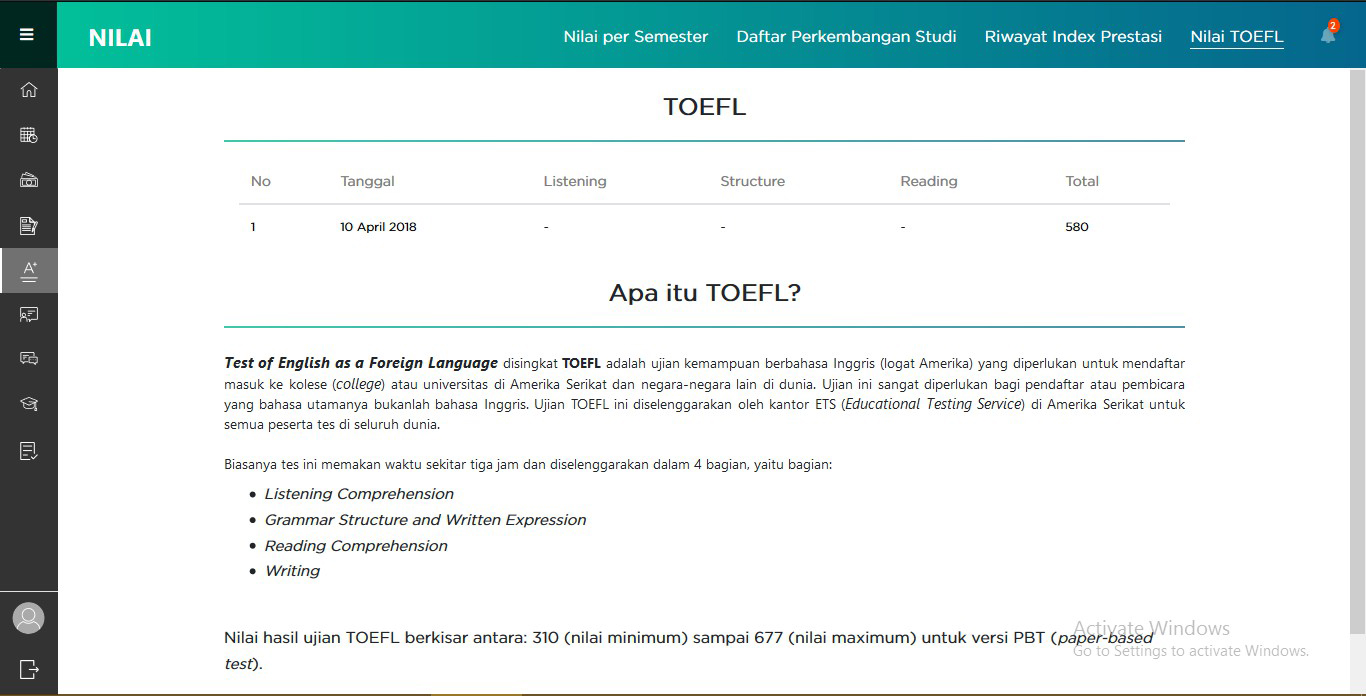 NILAI
Nilai per Semester Daftar Perkembangan Studi Riwayat Index Prestasi Nilai TOEFL 2
A+
TOEFL
No Tanggal Listening Structure Reading Total
1 10 April 2018 - - - 580
Apa itu TOEFL?
Test of English as a Foreign Language disingkat TOEFL adalah ujian kemampuan berbahasa Inggris (logat Amerika) yang diperlukan untuk mendaftar
masuk ke kolese (college) atau universitas di Amerika Serikat dan negara-negara lain di dunia. Ujian ini sangat diperlukan bagi pendaftar atau pembicara
yang bahasa utamanya bukanlah bahasa Inggris. Ujian TOEFL ini diselenggarakan oleh kantor ETS (Educational Testing Service) di Amerika Serikat untuk
semua peserta tes di seluruh dunia.
Biasanya tes ini memakan waktu sekitar tiga jam dan diselenggarakan dalam 4 bagian, yaitu bagian:
• Listening Comprehension
• Grammar Structure and Written Expression
• Reading Comprehension
• Writing
Nilai hasil ujian TOEFL berkisar antara: 310 (nilai minimum) sampai 677 (nilai maximum) untuk versi PBT (paper-based
test).
Activate Windows
Go to Settings to activate Windows.